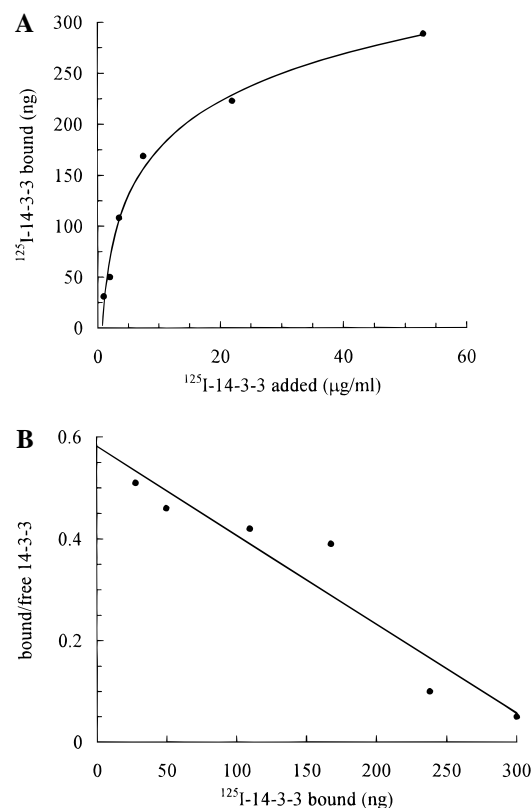 A
300
250
200
150
100
50
0
¹²⁵I-14-3-3 bound (ng)
0 20 40 60
¹²⁵I-14-3-3 added (μg/ml)
B
0.6
0.4
0.2
0
bound/free 14-3-3
0 50 100 150 200 250 300
¹²⁵I-14-3-3 bound (ng)